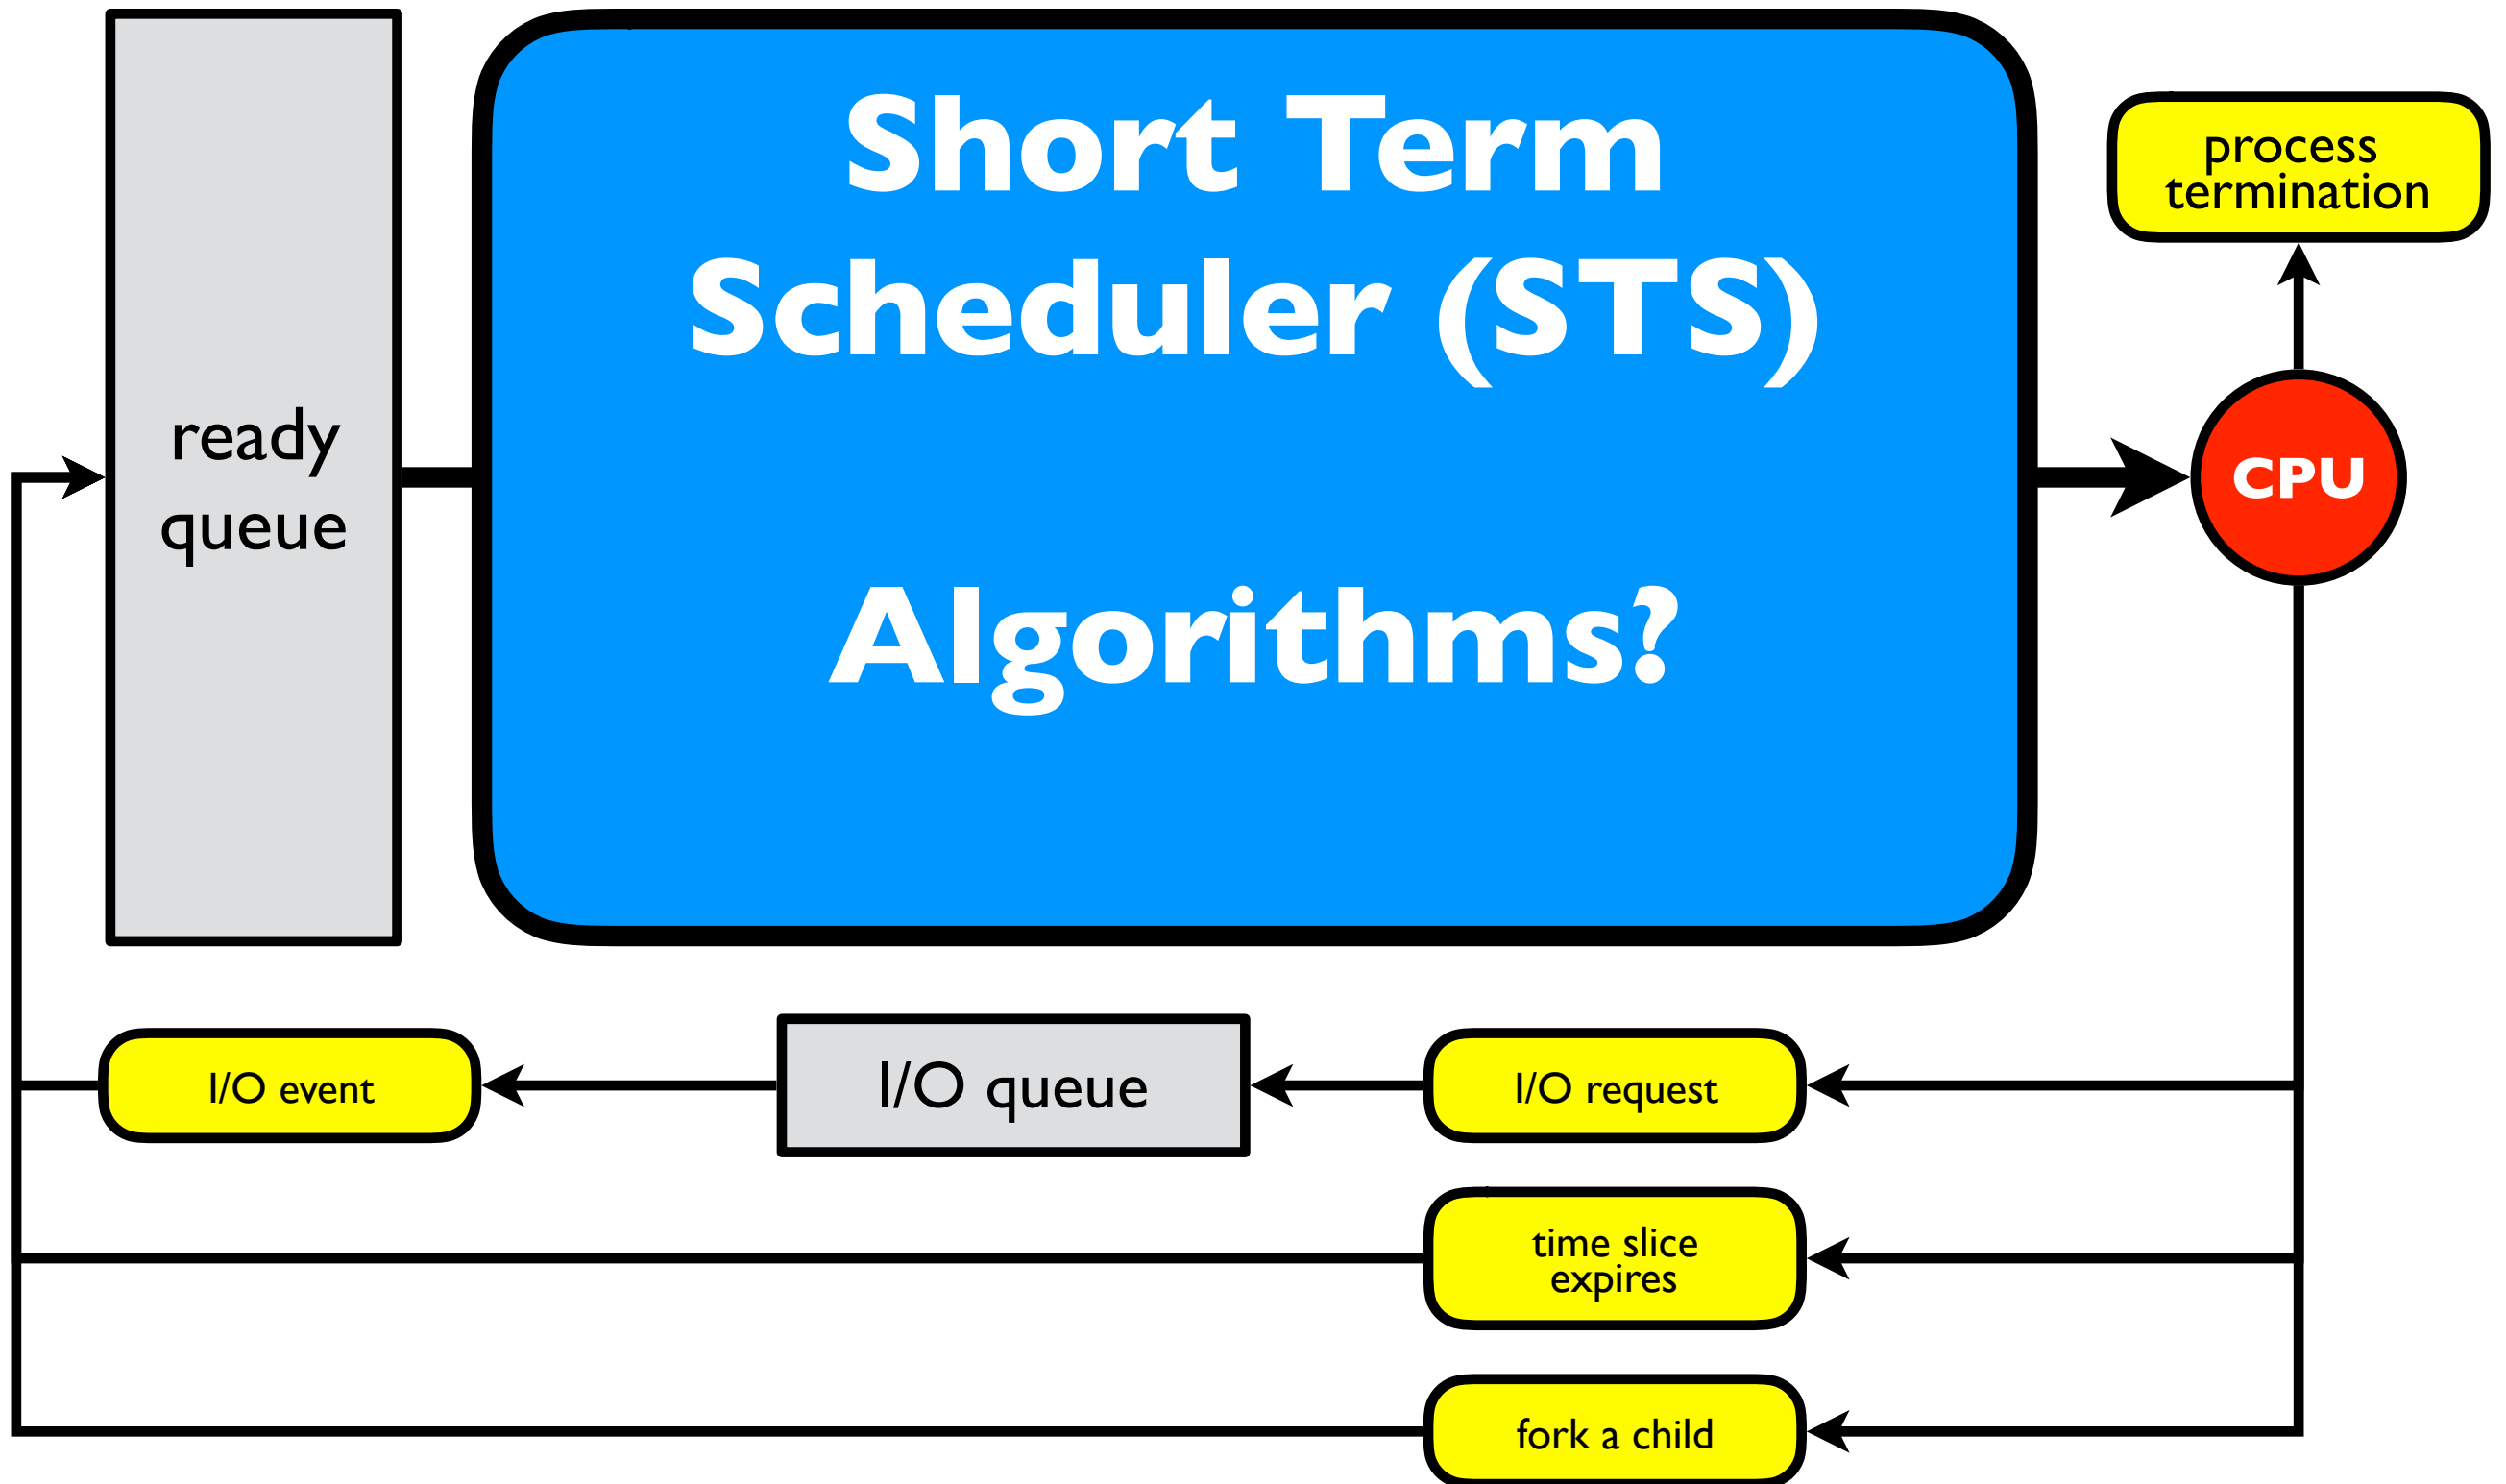 ready
queue
Short Term
Scheduler (STS)
Algorithms?
process
termination
CPU
I/O event
I/O queue
I/O request
time slice
expires
fork a child